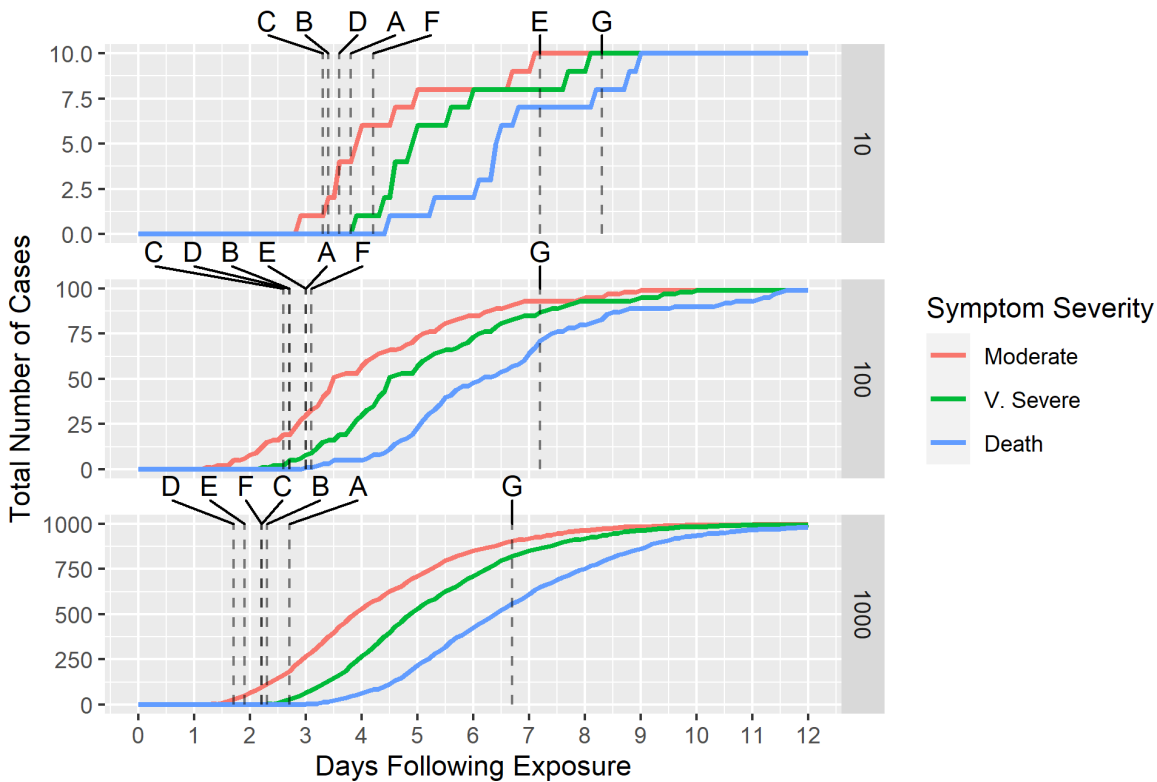 C B D A F E G
10.0
7.5
5.0
2.5
0.0
10
C D B E A F G
100
75
50
25
0
100
D E F C B A G
1000
750
500
250
0
1000
0 1 2 3 4 5 6 7 8 9 10 11 12
Days Following Exposure
Total Number of Cases
Symptom Severity
Moderate
V. Severe
Death